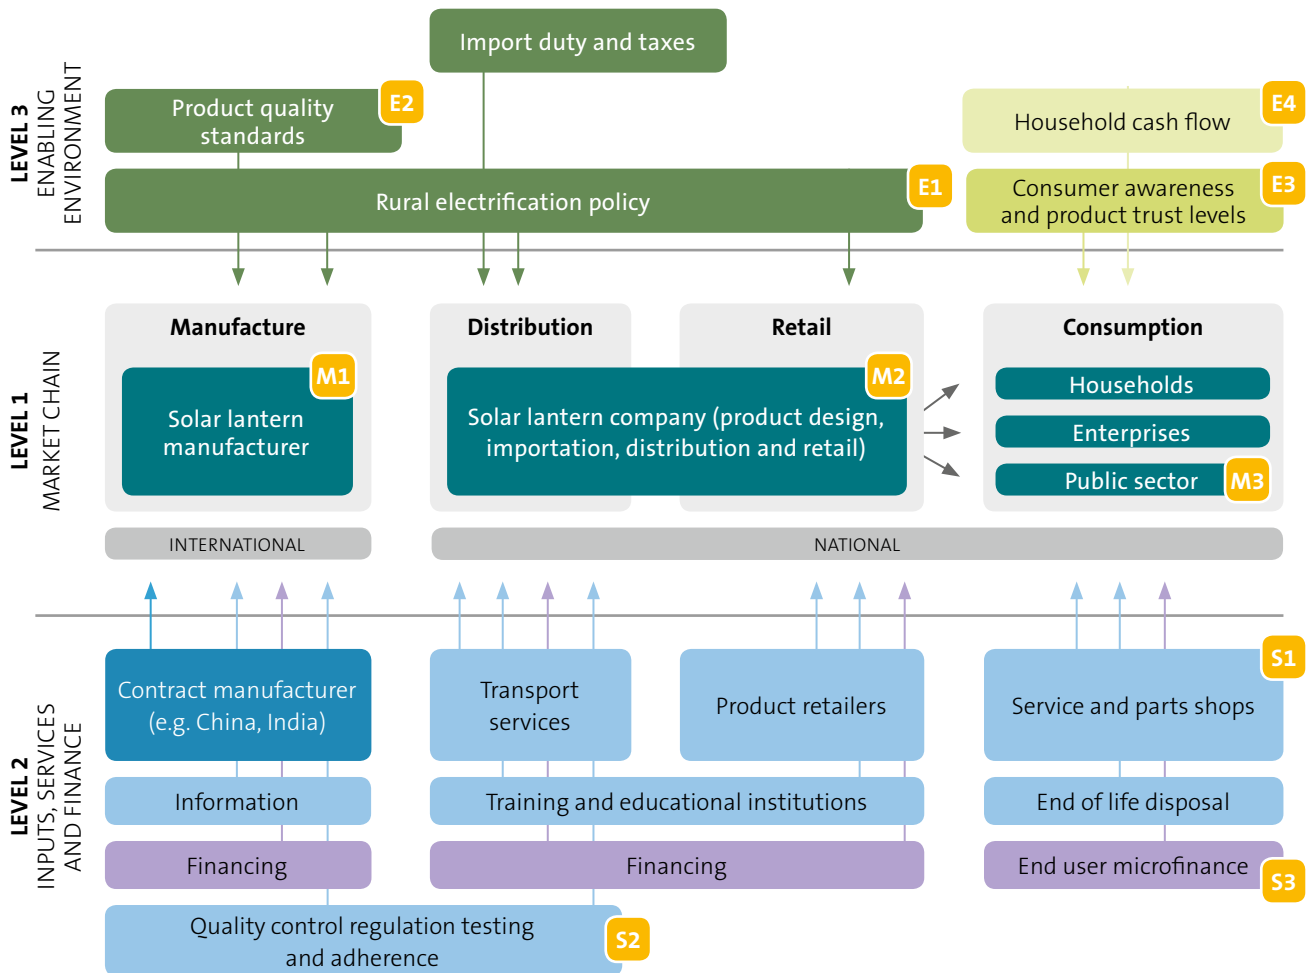 LEVEL 3
ENABLING
ENVIRONMENT
Import duty and taxes
Product quality
standards
E2
Household cash flow
E4
Rural electrification policy
E1
Consumer awareness
and product trust levels
E3
LEVEL 1
MARKET CHAIN
Manufacture
Solar lantern
manufacturer
M1
Distribution
Retail
Solar lantern company (product design,
importation, distribution and retail)
M2
Consumption
Households
Enterprises
Public sector
M3
INTERNATIONAL
NATIONAL
LEVEL 2
INPUTS, SERVICES
AND FINANCE
Contract manufacturer
(e.g. China, India)
Transport
services
Product retailers
Service and parts shops
S1
Information
Training and educational institutions
End of life disposal
Financing
Financing
End user microfinance
S3
Quality control regulation testing
and adherence
S2